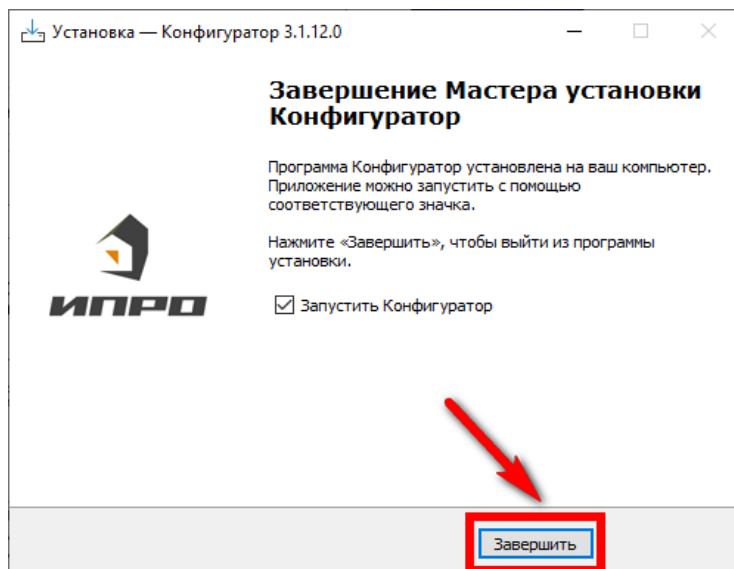 Установка — Конфигуратор 3.1.12.0
Завершение Мастера установки
Конфигуратор
Программа Конфигуратор установлена на ваш компьютер.
Приложение можно запустить с помощью
соответствующего значка.
Нажмите «Завершить», чтобы выйти из программы
установки.
ИПРО
Запустить Конфигуратор
Завершить